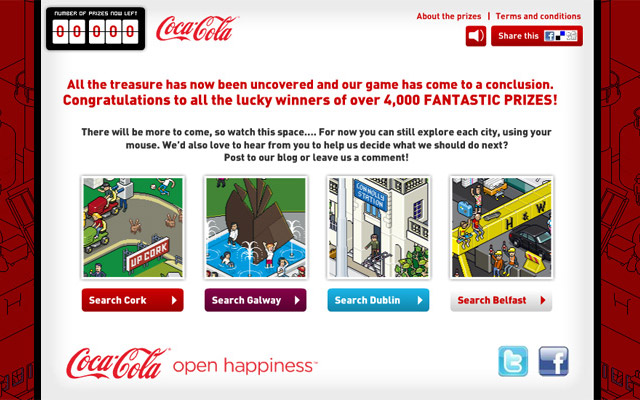 NUMBER OF PRIZES NOW LEFT
00000
Coca-Cola
About the prizes | Terms and conditions
Share this
All the treasure has now been uncovered and our game has come to a conclusion.
Congratulations to all the lucky winners of over 4,000 FANTASTIC PRIZES!
There will be more to come, so watch this space.... For now you can still explore each city, using your
mouse. We'd also love to hear from you to help us decide what we should do next?
Post to our blog or leave us a comment!
UP CORK
CONNOLLY
STATION
H & W
Search Cork
Search Galway
Search Dublin
Search Belfast
Coca-Cola open happiness™